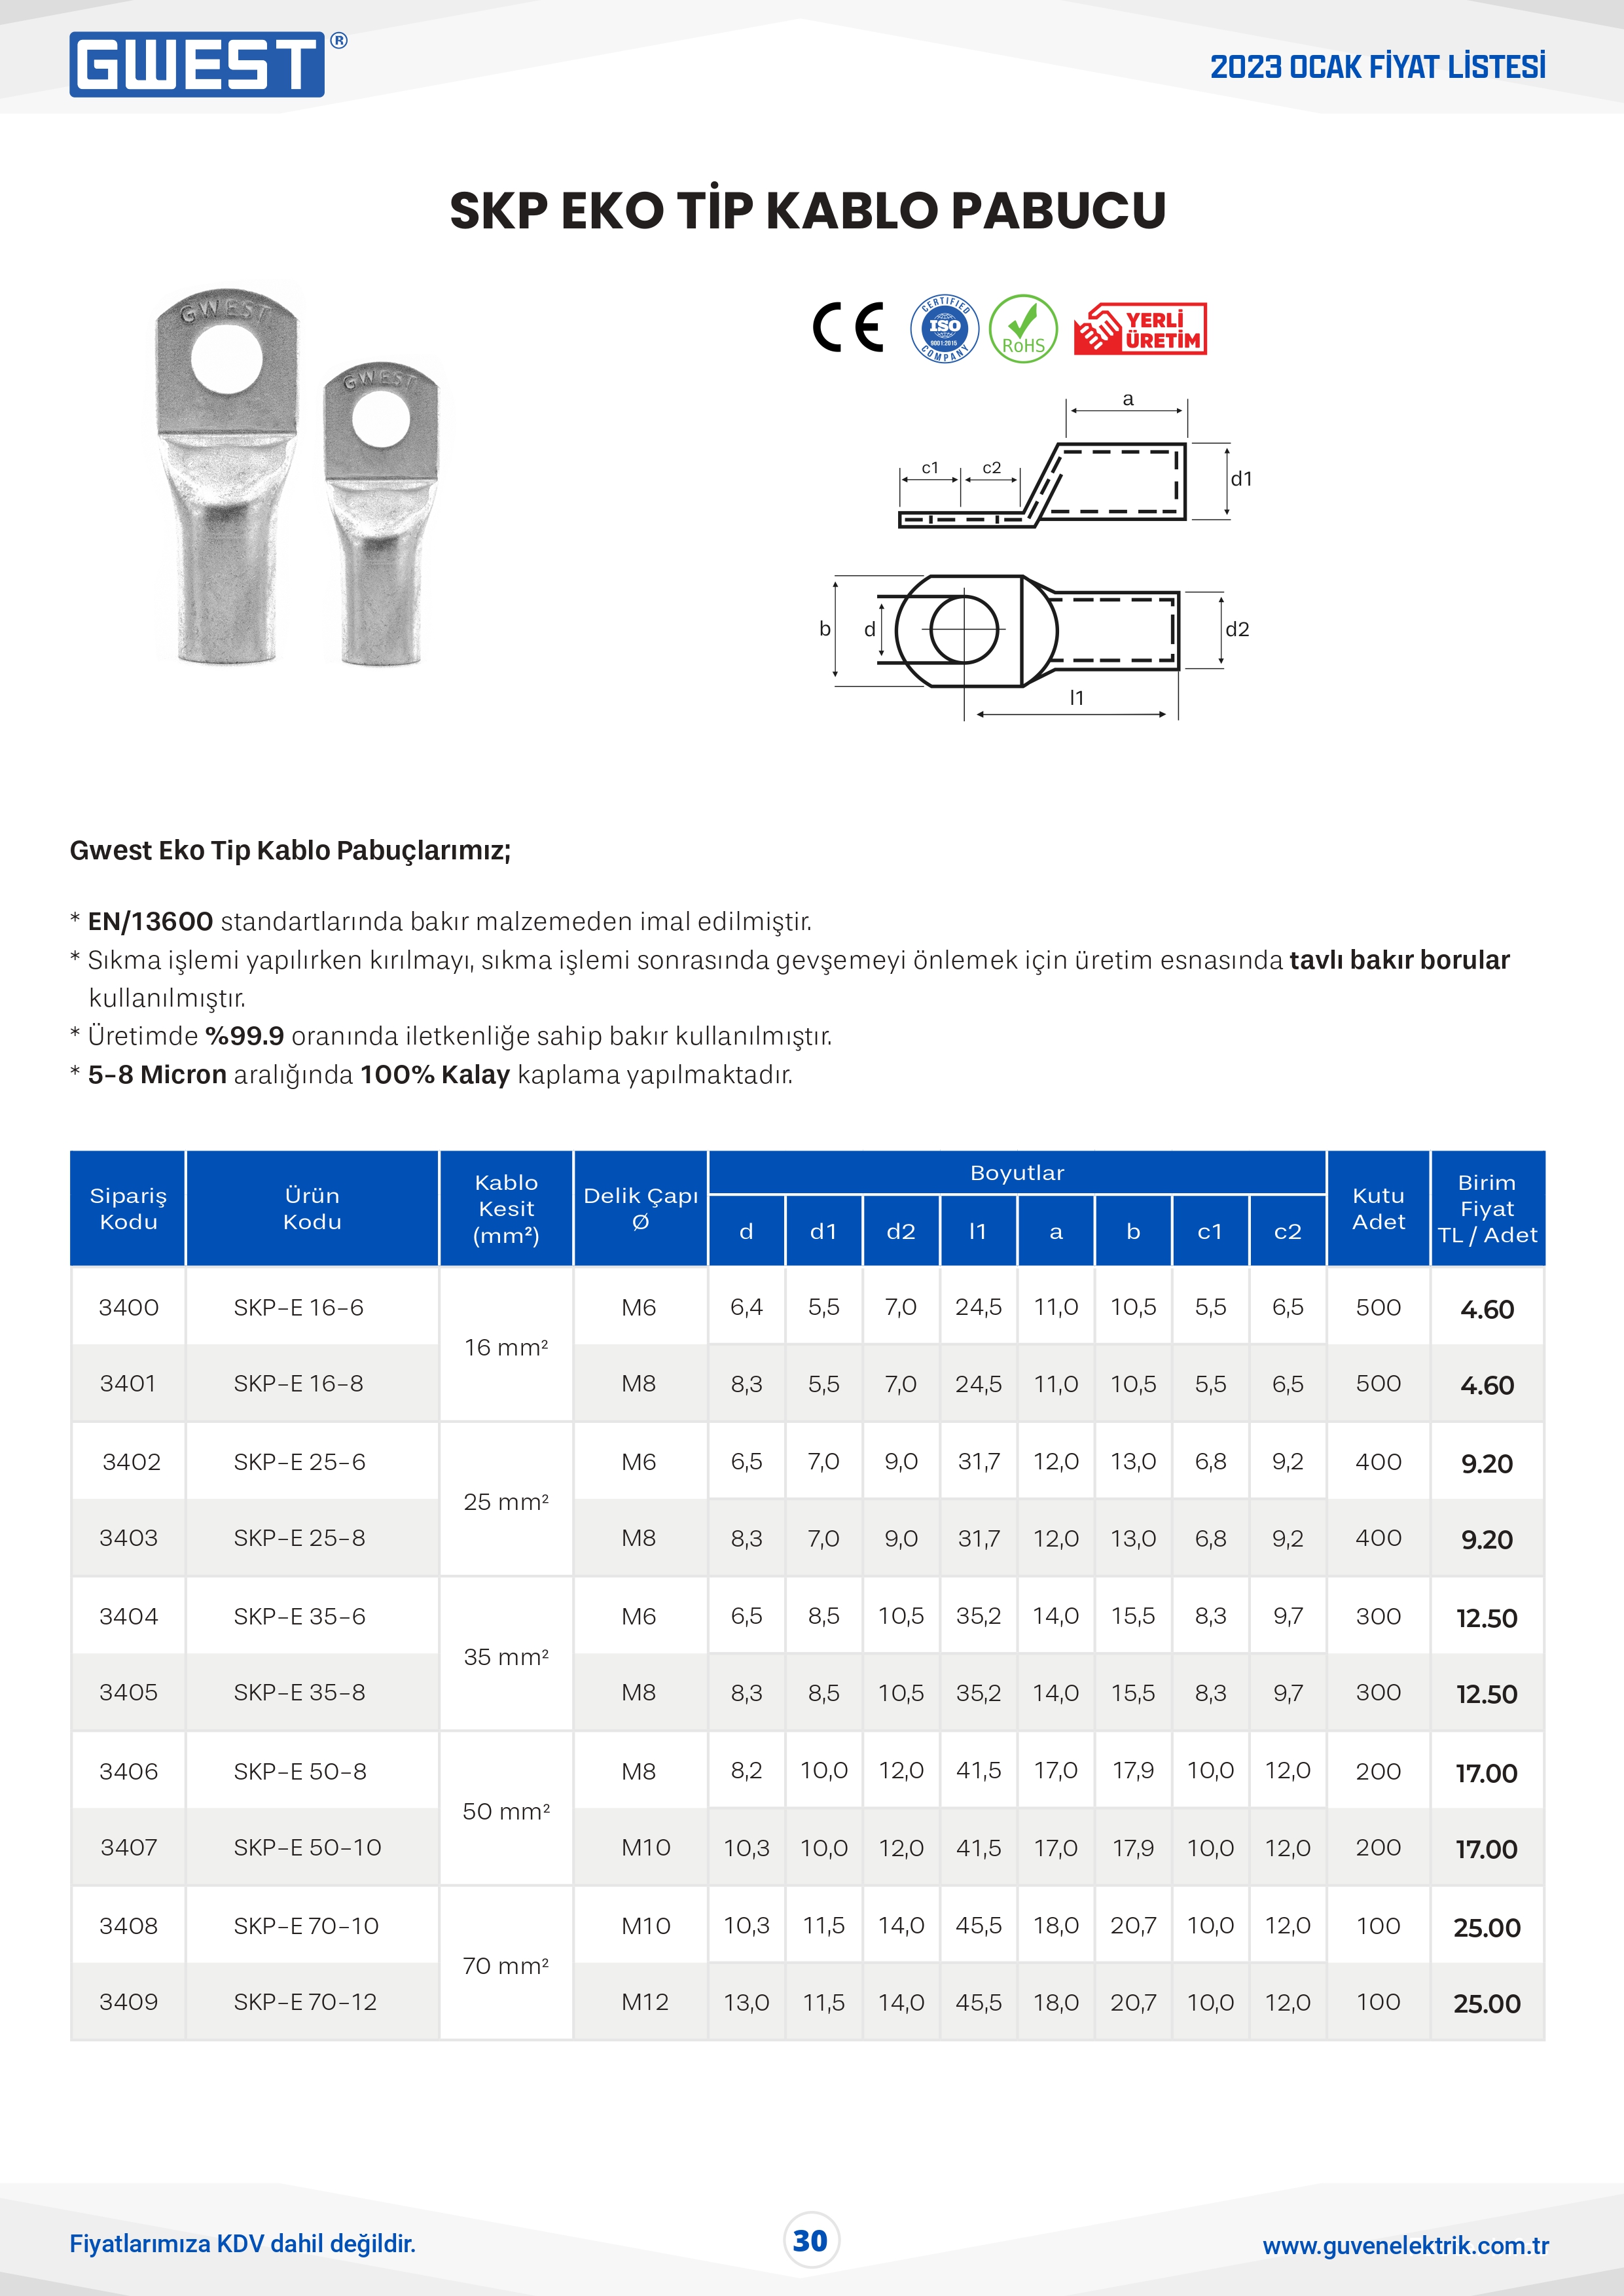 GWEST®
2023 OCAK FİYAT LİSTESİ
SKP EKO TİP KABLO PABUCU
GWEST
GWEST
CE
CERTIFIED
ISO
9001:2015
COMPANY
RoHS
YERLİ
ÜRETİM
a
c1 c2
d1
b d d2
l1
Gwest Eko Tip Kablo Pabuçlarımız;
* EN/13600 standartlarında bakır malzemeden imal edilmiştir.
* Sıkma işlemi yapılırken kırılmayı, sıkma işlemi sonrasında gevşemeyi önlemek için üretim esnasında tavlı bakır borular
kullanılmıştır.
* Üretimde %99.9 oranında iletkenliğe sahip bakır kullanılmıştır.
* 5-8 Micron aralığında 100% Kalay kaplama yapılmaktadır.
Sipariş Kodu Ürün Kodu Kablo Kesit (mm²) Delik Çapı Ø Boyutlar Kutu Adet Birim Fiyat TL / Adet
d d1 d2 l1 a b c1 c2
3400 SKP-E 16-6 16 mm² M6 6,4 5,5 7,0 24,5 11,0 10,5 5,5 6,5 500 4.60
3401 SKP-E 16-8 M8 8,3 5,5 7,0 24,5 11,0 10,5 5,5 6,5 500 4.60
3402 SKP-E 25-6 25 mm² M6 6,5 7,0 9,0 31,7 12,0 13,0 6,8 9,2 400 9.20
3403 SKP-E 25-8 M8 8,3 7,0 9,0 31,7 12,0 13,0 6,8 9,2 400 9.20
3404 SKP-E 35-6 35 mm² M6 6,5 8,5 10,5 35,2 14,0 15,5 8,3 9,7 300 12.50
3405 SKP-E 35-8 M8 8,3 8,5 10,5 35,2 14,0 15,5 8,3 9,7 300 12.50
3406 SKP-E 50-8 50 mm² M8 8,2 10,0 12,0 41,5 17,0 17,9 10,0 12,0 200 17.00
3407 SKP-E 50-10 M10 10,3 10,0 12,0 41,5 17,0 17,9 10,0 12,0 200 17.00
3408 SKP-E 70-10 70 mm² M10 10,3 11,5 14,0 45,5 18,0 20,7 10,0 12,0 100 25.00
3409 SKP-E 70-12 M12 13,0 11,5 14,0 45,5 18,0 20,7 10,0 12,0 100 25.00
Fiyatlarımıza KDV dahil değildir.
30
www.guvenelektrik.com.tr